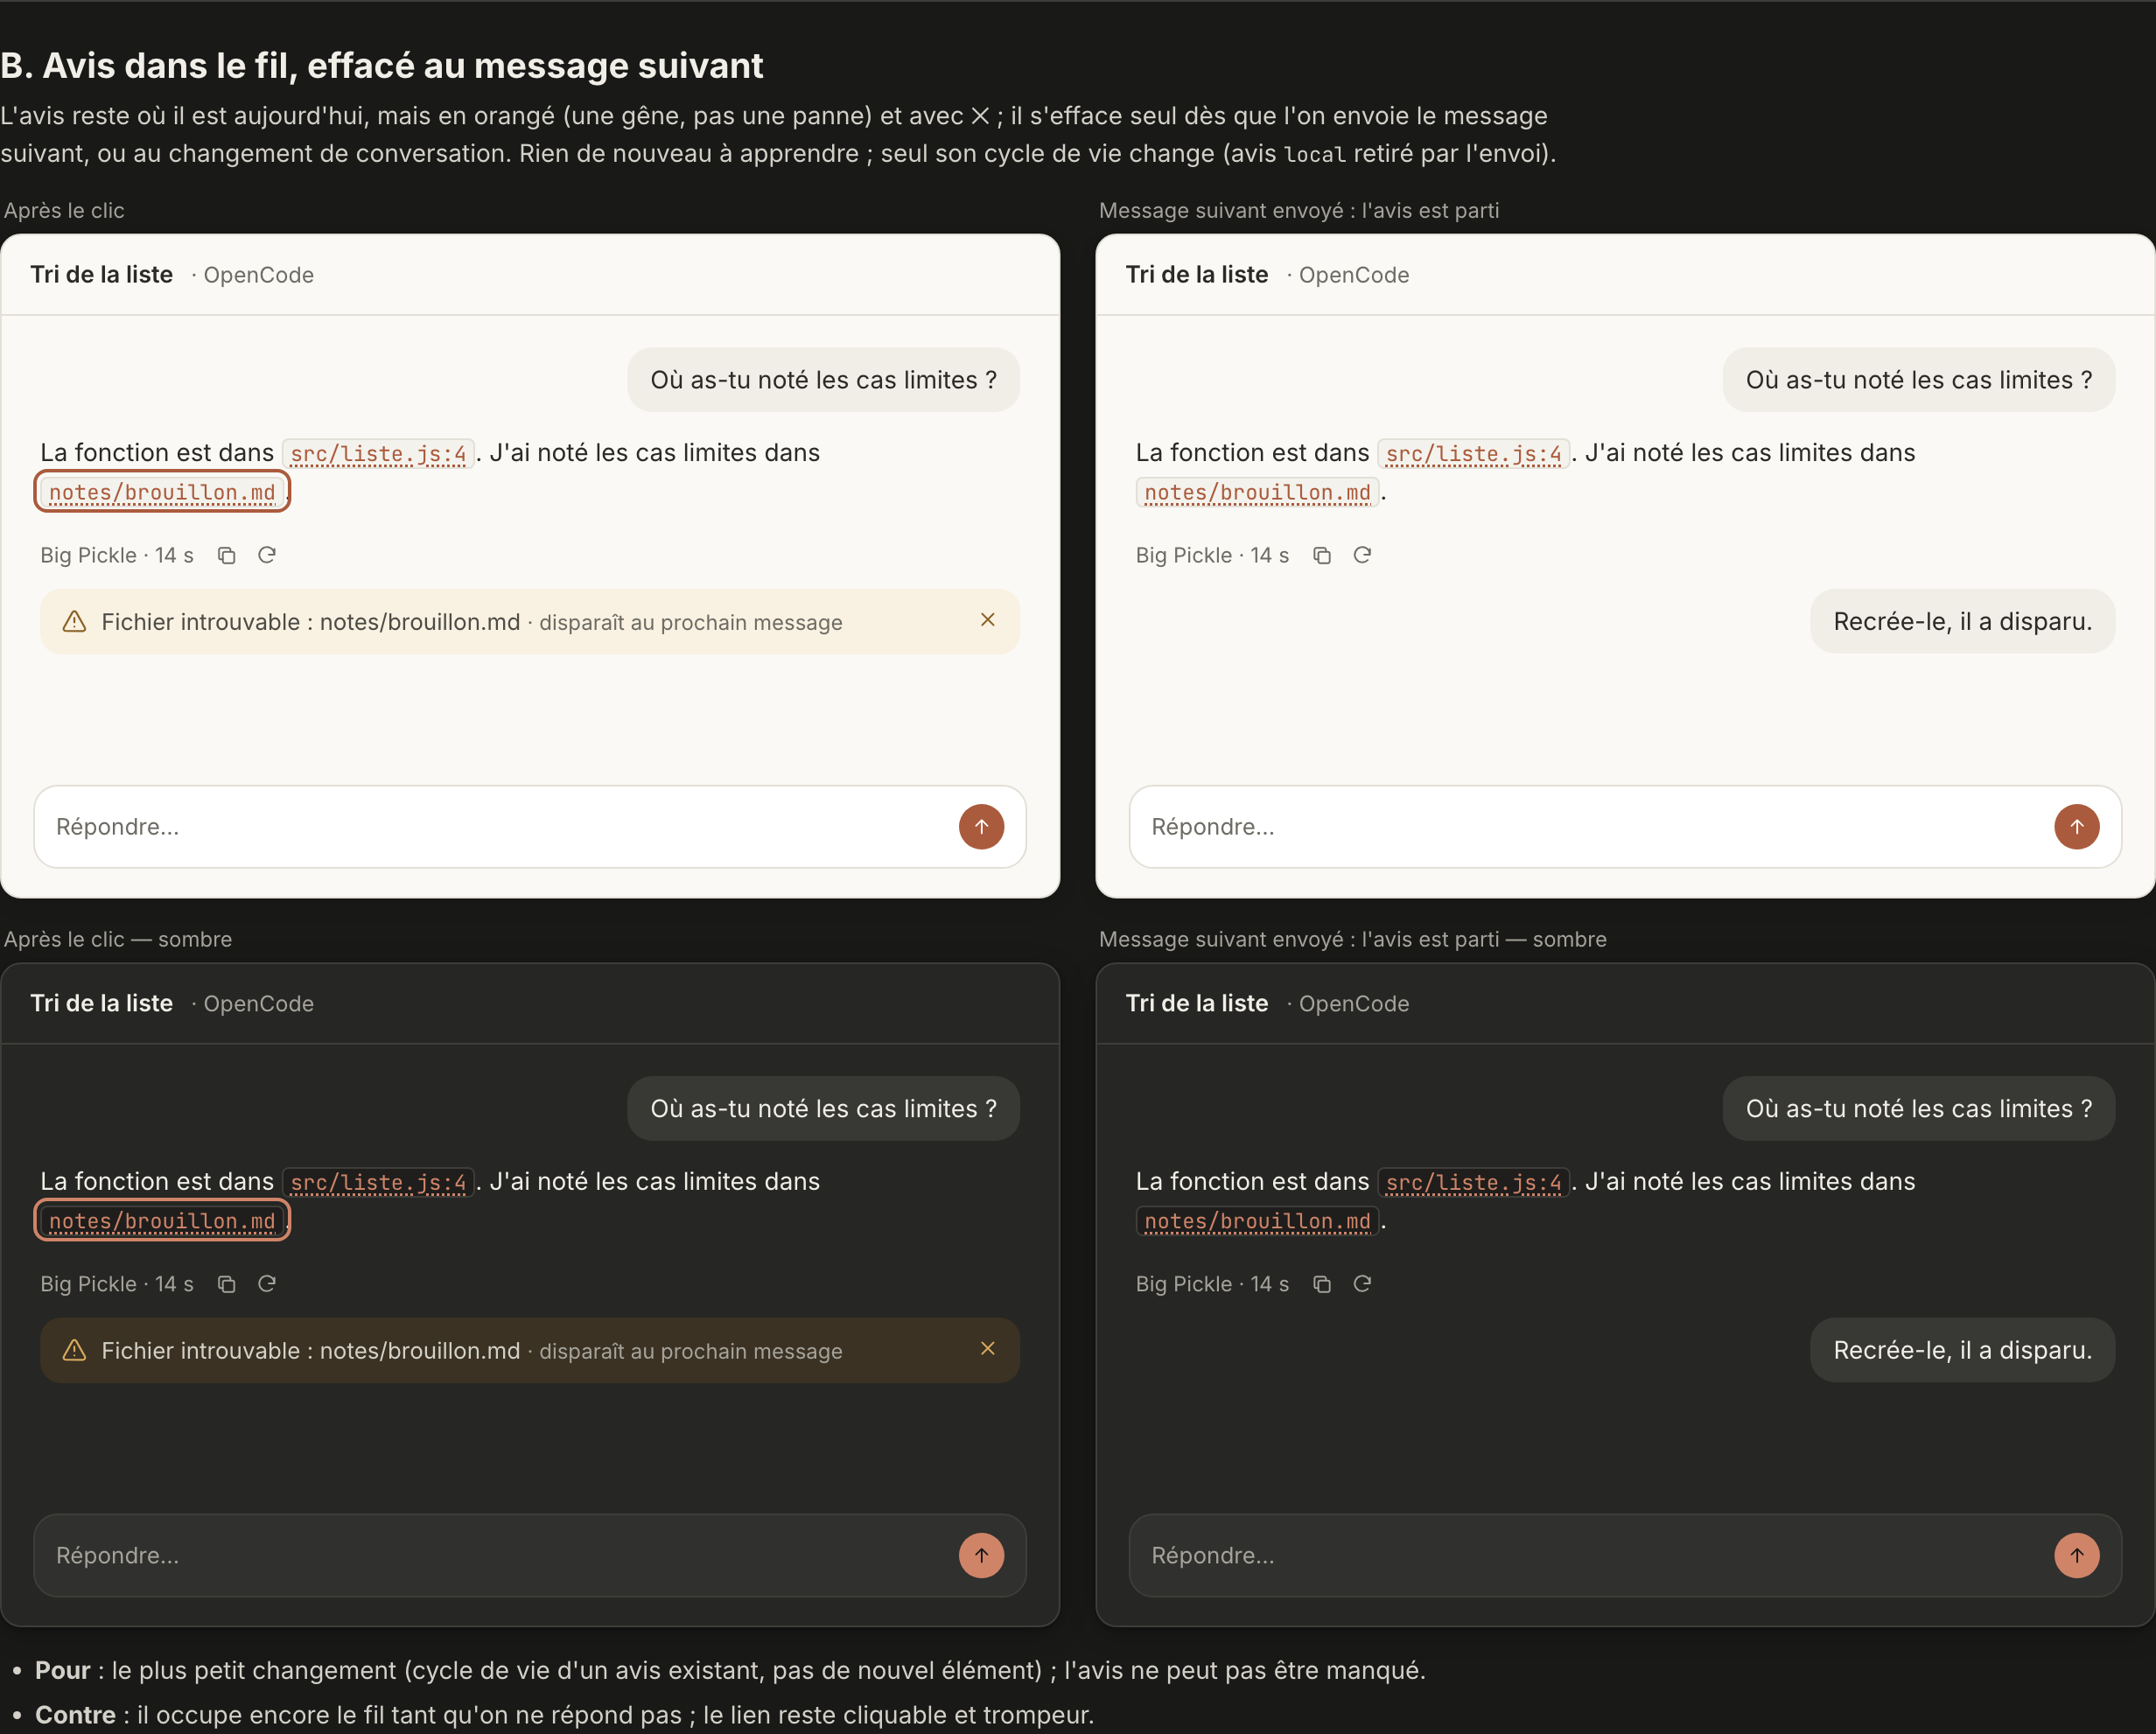 B. Avis dans le fil, effacé au message suivant
L'avis reste où il est aujourd'hui, mais en orangé (une gêne, pas une panne) et avec ✕ ; il s'efface seul dès que l'on envoie le message
suivant, ou au changement de conversation. Rien de nouveau à apprendre ; seul son cycle de vie change (avis local retiré par l'envoi).
Après le clic
Tri de la liste · OpenCode
Où as-tu noté les cas limites ?
La fonction est dans src/liste.js:4. J'ai noté les cas limites dans
notes/brouillon.md.
Big Pickle · 14 s
Fichier introuvable : notes/brouillon.md · disparaît au prochain message
Répondre...
Message suivant envoyé : l'avis est parti
Tri de la liste · OpenCode
Où as-tu noté les cas limites ?
La fonction est dans src/liste.js:4. J'ai noté les cas limites dans
notes/brouillon.md.
Big Pickle · 14 s
Recrée-le, il a disparu.
Répondre...
Après le clic — sombre
Tri de la liste · OpenCode
Où as-tu noté les cas limites ?
La fonction est dans src/liste.js:4. J'ai noté les cas limites dans
notes/brouillon.md.
Big Pickle · 14 s
Fichier introuvable : notes/brouillon.md · disparaît au prochain message
Répondre...
Message suivant envoyé : l'avis est parti — sombre
Tri de la liste · OpenCode
Où as-tu noté les cas limites ?
La fonction est dans src/liste.js:4. J'ai noté les cas limites dans
notes/brouillon.md.
Big Pickle · 14 s
Recrée-le, il a disparu.
Répondre...
• Pour : le plus petit changement (cycle de vie d'un avis existant, pas de nouvel élément) ; l'avis ne peut pas être manqué.
• Contre : il occupe encore le fil tant qu'on ne répond pas ; le lien reste cliquable et trompeur.